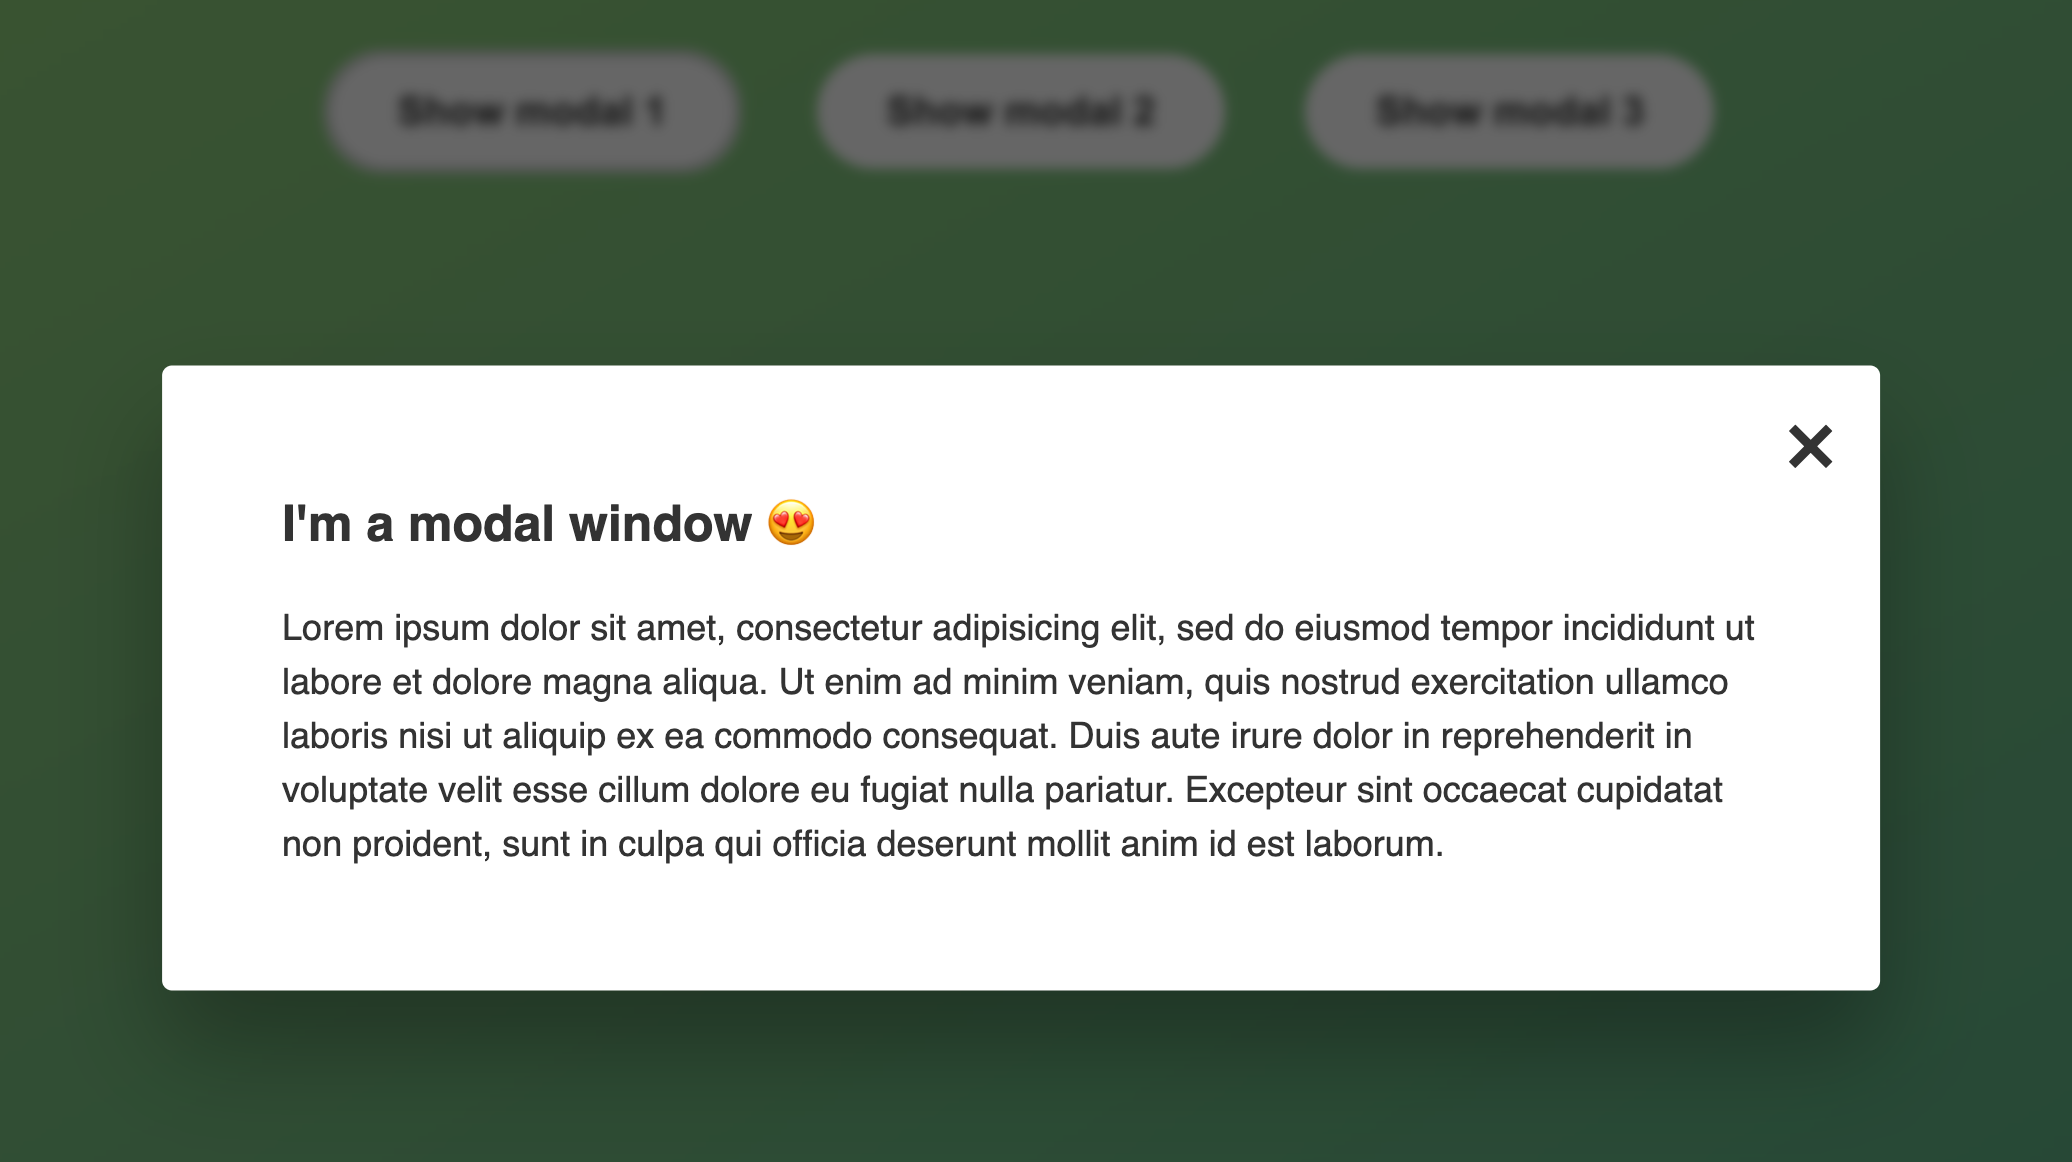 Show modal 1
Show modal 2
Show modal 3
I'm a modal window 😍
Lorem ipsum dolor sit amet, consectetur adipisicing elit, sed do eiusmod tempor incididunt ut
labore et dolore magna aliqua. Ut enim ad minim veniam, quis nostrud exercitation ullamco
laboris nisi ut aliquip ex ea commodo consequat. Duis aute irure dolor in reprehenderit in
voluptate velit esse cillum dolore eu fugiat nulla pariatur. Excepteur sint occaecat cupidatat
non proident, sunt in culpa qui officia deserunt mollit anim id est laborum.